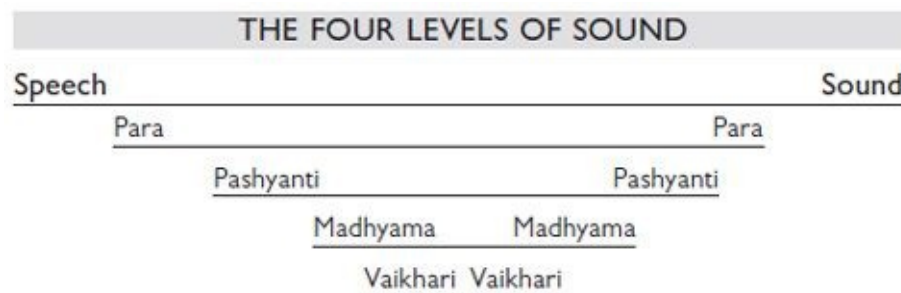 THE FOUR LEVELS OF SOUND
Speech Sound
Para Para
Pashyanti Pashyanti
Madhyama Madhyama
Vaikhari Vaikhari